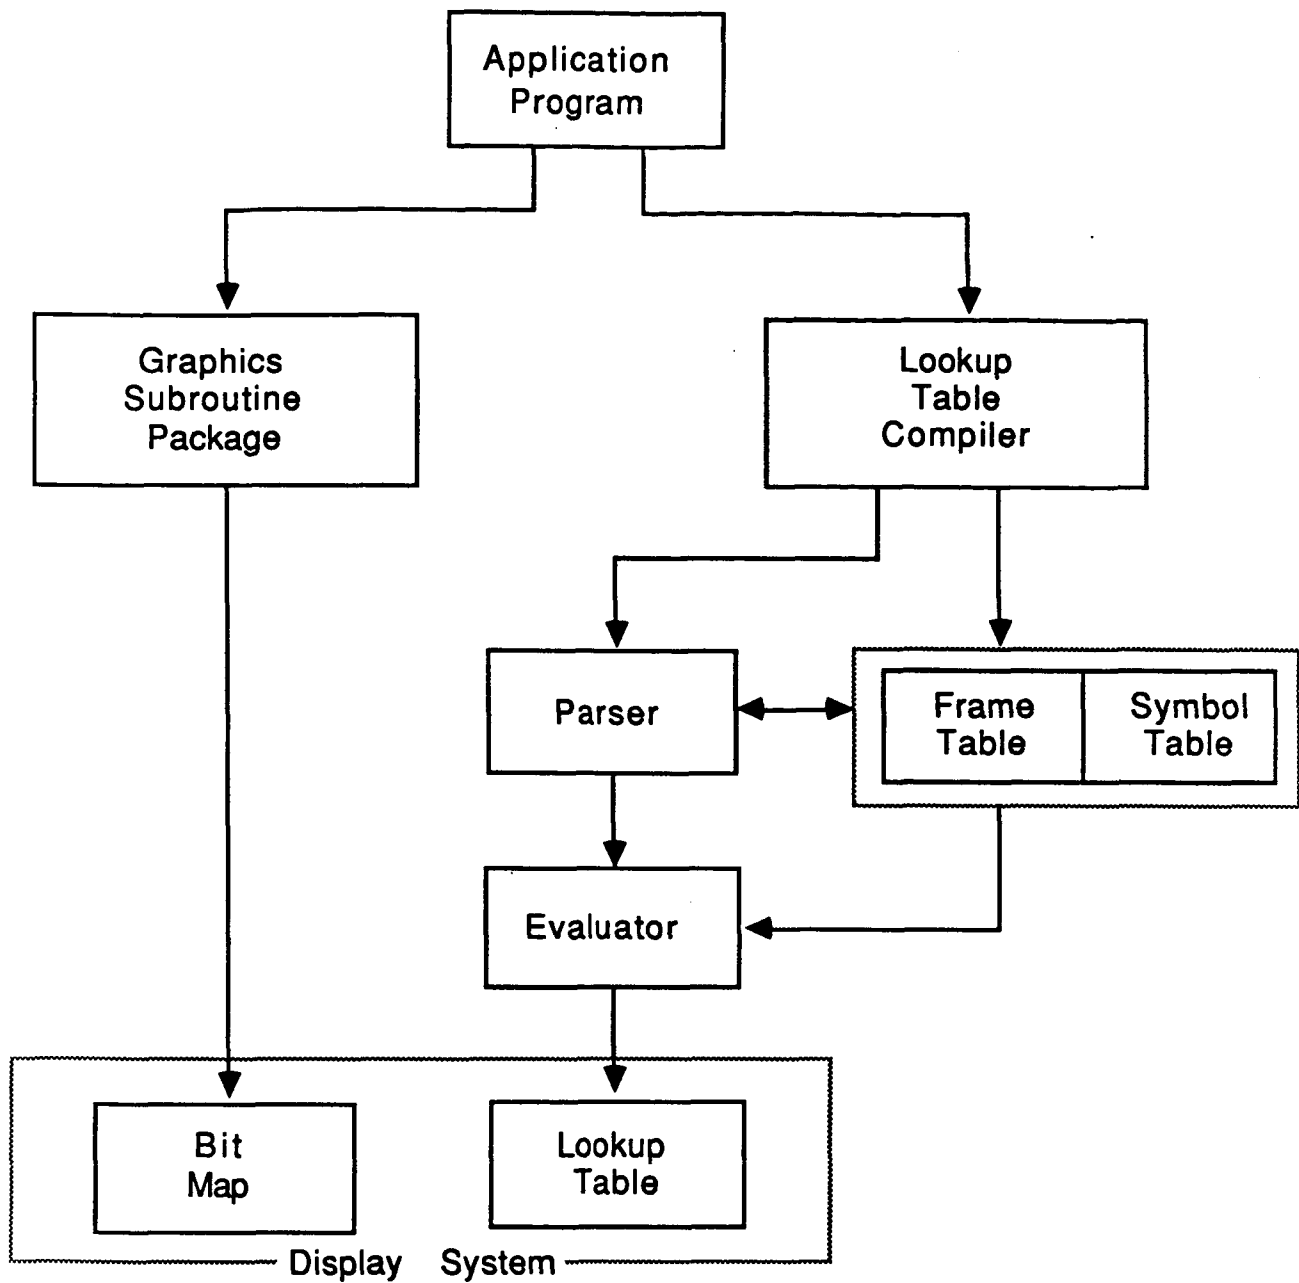 Application
Program
Graphics
Subroutine
Package
Lookup
Table
Compiler
Parser
Frame
Table
Symbol
Table
Evaluator
Bit
Map
Lookup
Table
Display System